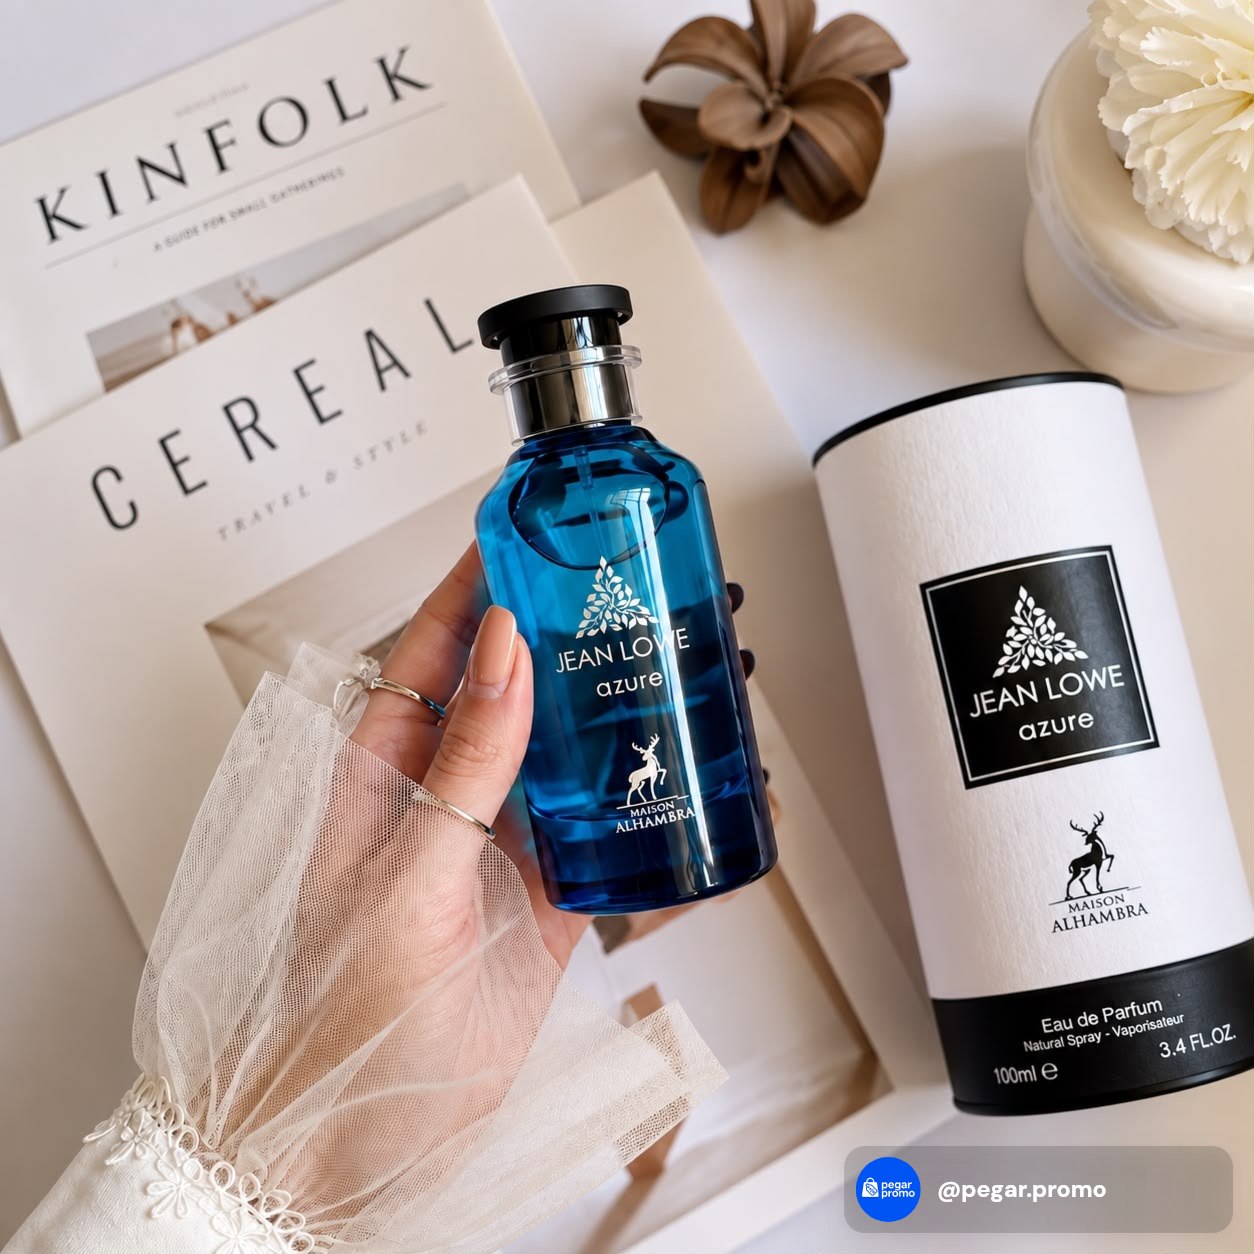 KINFOLK
A GUIDE FOR SMALL GATHERINGS
CEREAL
TRAVEL & STYLE
JEAN LOWE
azure
MAISON
ALHAMBRA
JEAN LOWE
azure
MAISON
ALHAMBRA
Eau de Parfum
Natural Spray - Vaporisateur
100ml e 3.4 FL.OZ.
pegar
promo
@pegar.promo